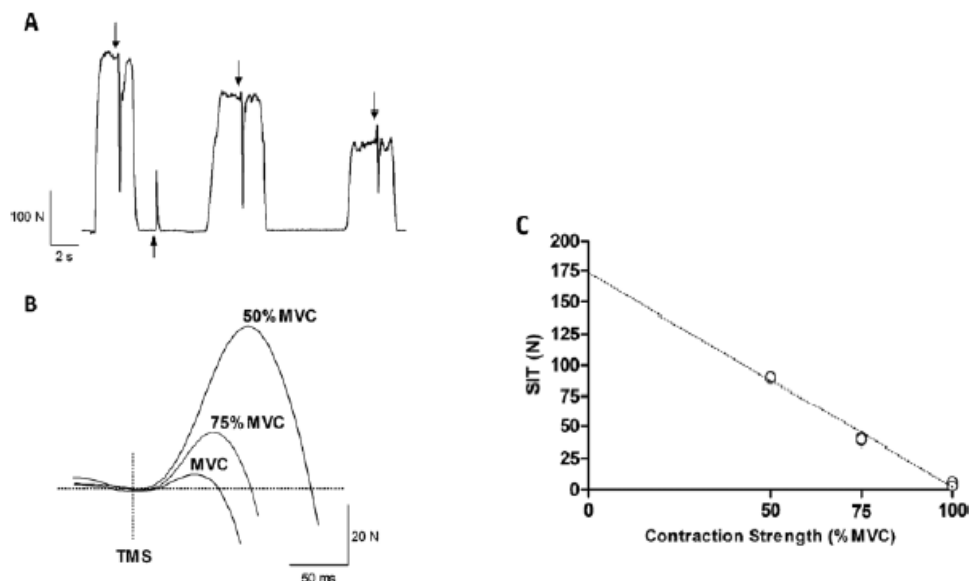 A
100 N
2 s
B
50% MVC
75% MVC
MVC
TMS
20 N
50 ms
C
200
175
150
125
100
75
50
25
0
SIT (N)
0 50 75 100
Contraction Strength (% MVC)